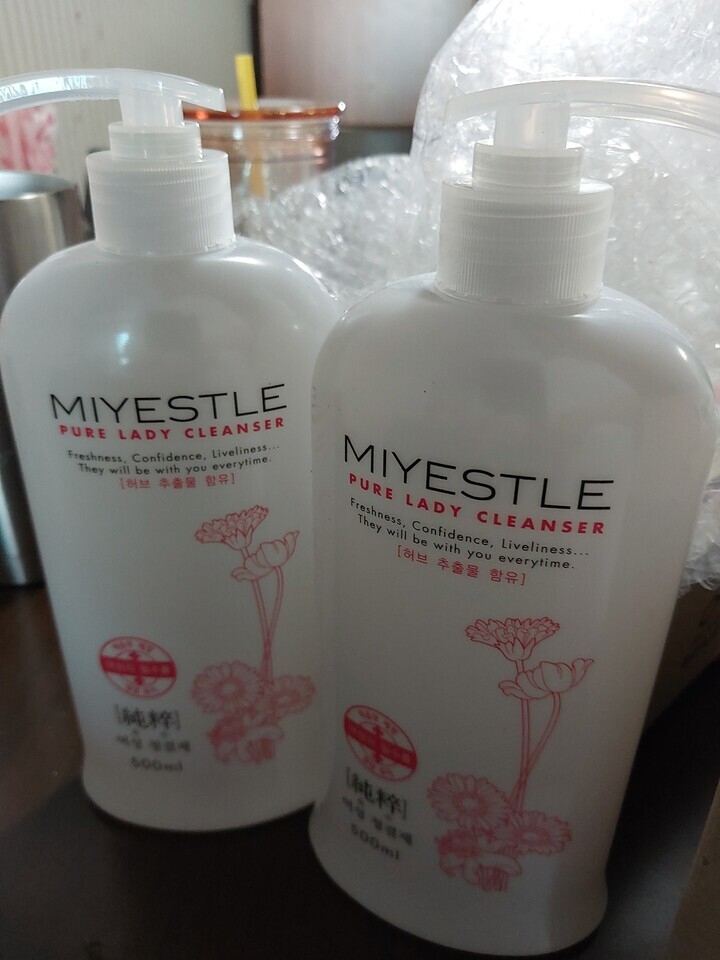 MIYESTLE
PURE LADY CLEANSER
Freshness, Confidence, Liveliness...
They will be with you everytime.
[허브 추출물 함유]
[純粹]
여성 청결제
500ml
MIYESTLE
PURE LADY CLEANSER
Freshness, Confidence, Liveliness...
They will be with you everytime.
[허브 추출물 함유]
[純粹]
여성 청결제
500ml